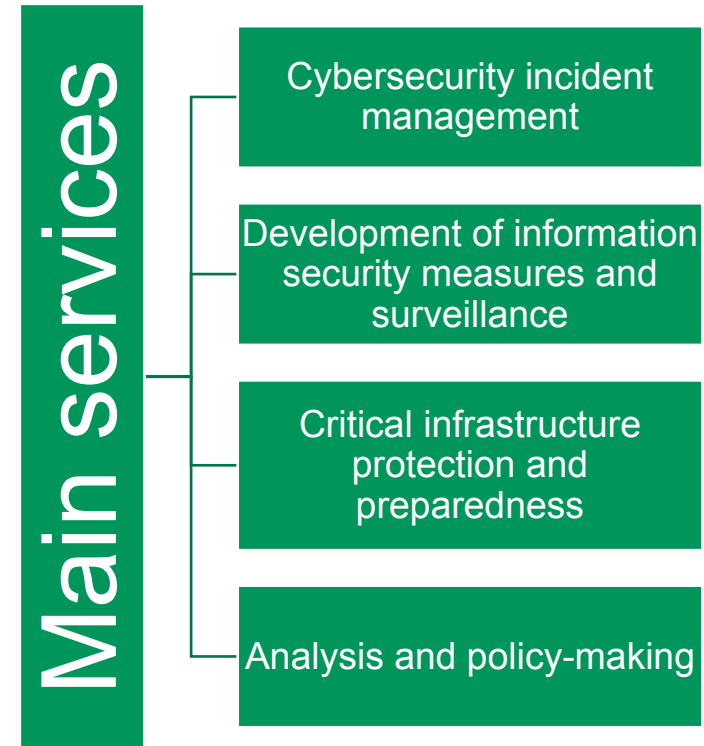 Main services
Cybersecurity incident
management
Development of information
security measures and
surveillance
Critical infrastructure
protection and
preparedness
Analysis and policy-making